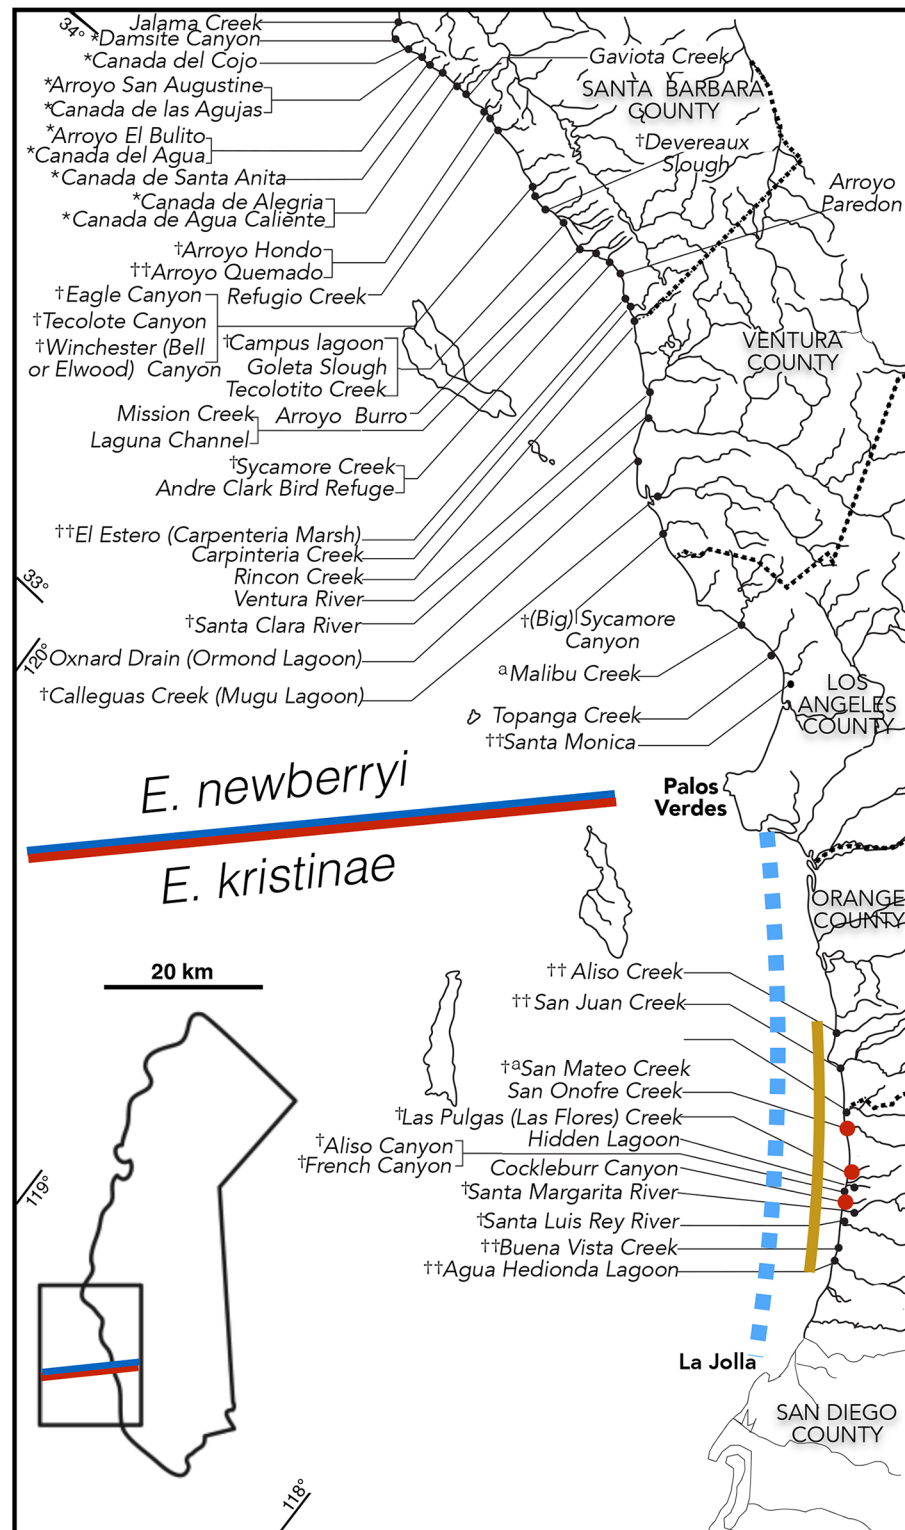 34°
Jalama Creek
*Damsite Canyon
*Canada del Cojo
*Arroyo San Augustine
*Canada de las Agujas
*Arroyo El Bulito
*Canada del Agua
*Canada de Santa Anita
*Canada de Alegria
*Canada de Agua Caliente
†Arroyo Hondo
††Arroyo Quemado
Refugio Creek
†Eagle Canyon
†Tecolote Canyon
†Winchester (Bell
or Elwood) Canyon
†Campus lagoon
Goleta Slough
Tecolotito Creek
Mission Creek
Arroyo Burro
Laguna Channel
†Sycamore Creek
Andre Clark Bird Refuge
††El Estero (Carpenteria Marsh)
Carpinteria Creek
Rincon Creek
Ventura River
†Santa Clara River
Oxnard Drain (Ormond Lagoon)
†Calleguas Creek (Mugu Lagoon)
Gaviota Creek
SANTA BARBARA
COUNTY
†Devereaux
Slough
Arroyo
Paredon
VENTURA
COUNTY
33°
120°
†(Big) Sycamore
Canyon
ᵃMalibu Creek
Topanga Creek
††Santa Monica
LOS
ANGELES
COUNTY
E. newberryi
E. kristinae
Palos
Verdes
ORANGE
COUNTY
20 km
†† Aliso Creek
†† San Juan Creek
†ᵃSan Mateo Creek
San Onofre Creek
†Las Pulgas (Las Flores) Creek
Hidden Lagoon
†Aliso Canyon
†French Canyon
Cockleburr Canyon
†Santa Margarita River
†Santa Luis Rey River
††Buena Vista Creek
††Agua Hedionda Lagoon
119°
La Jolla
SAN DIEGO
COUNTY
118°